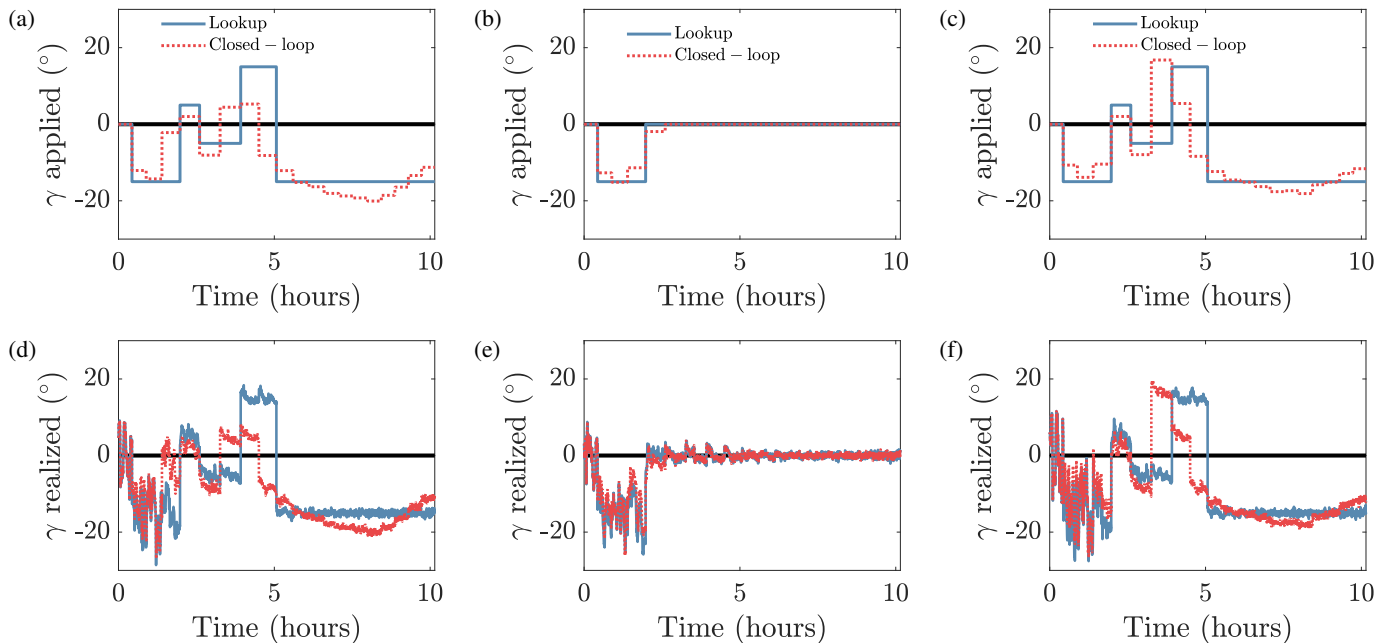 (a)
Lookup
Closed – loop
γ applied (°)
20
0
-20
0
5
10
Time (hours)
(b)
Lookup
Closed – loop
γ applied (°)
20
0
-20
0
5
10
Time (hours)
(c)
Lookup
Closed – loop
γ applied (°)
20
0
-20
0
5
10
Time (hours)
(d)
γ realized (°)
20
0
-20
0
5
10
Time (hours)
(e)
γ realized (°)
20
0
-20
0
5
10
Time (hours)
(f)
γ realized (°)
20
0
-20
0
5
10
Time (hours)